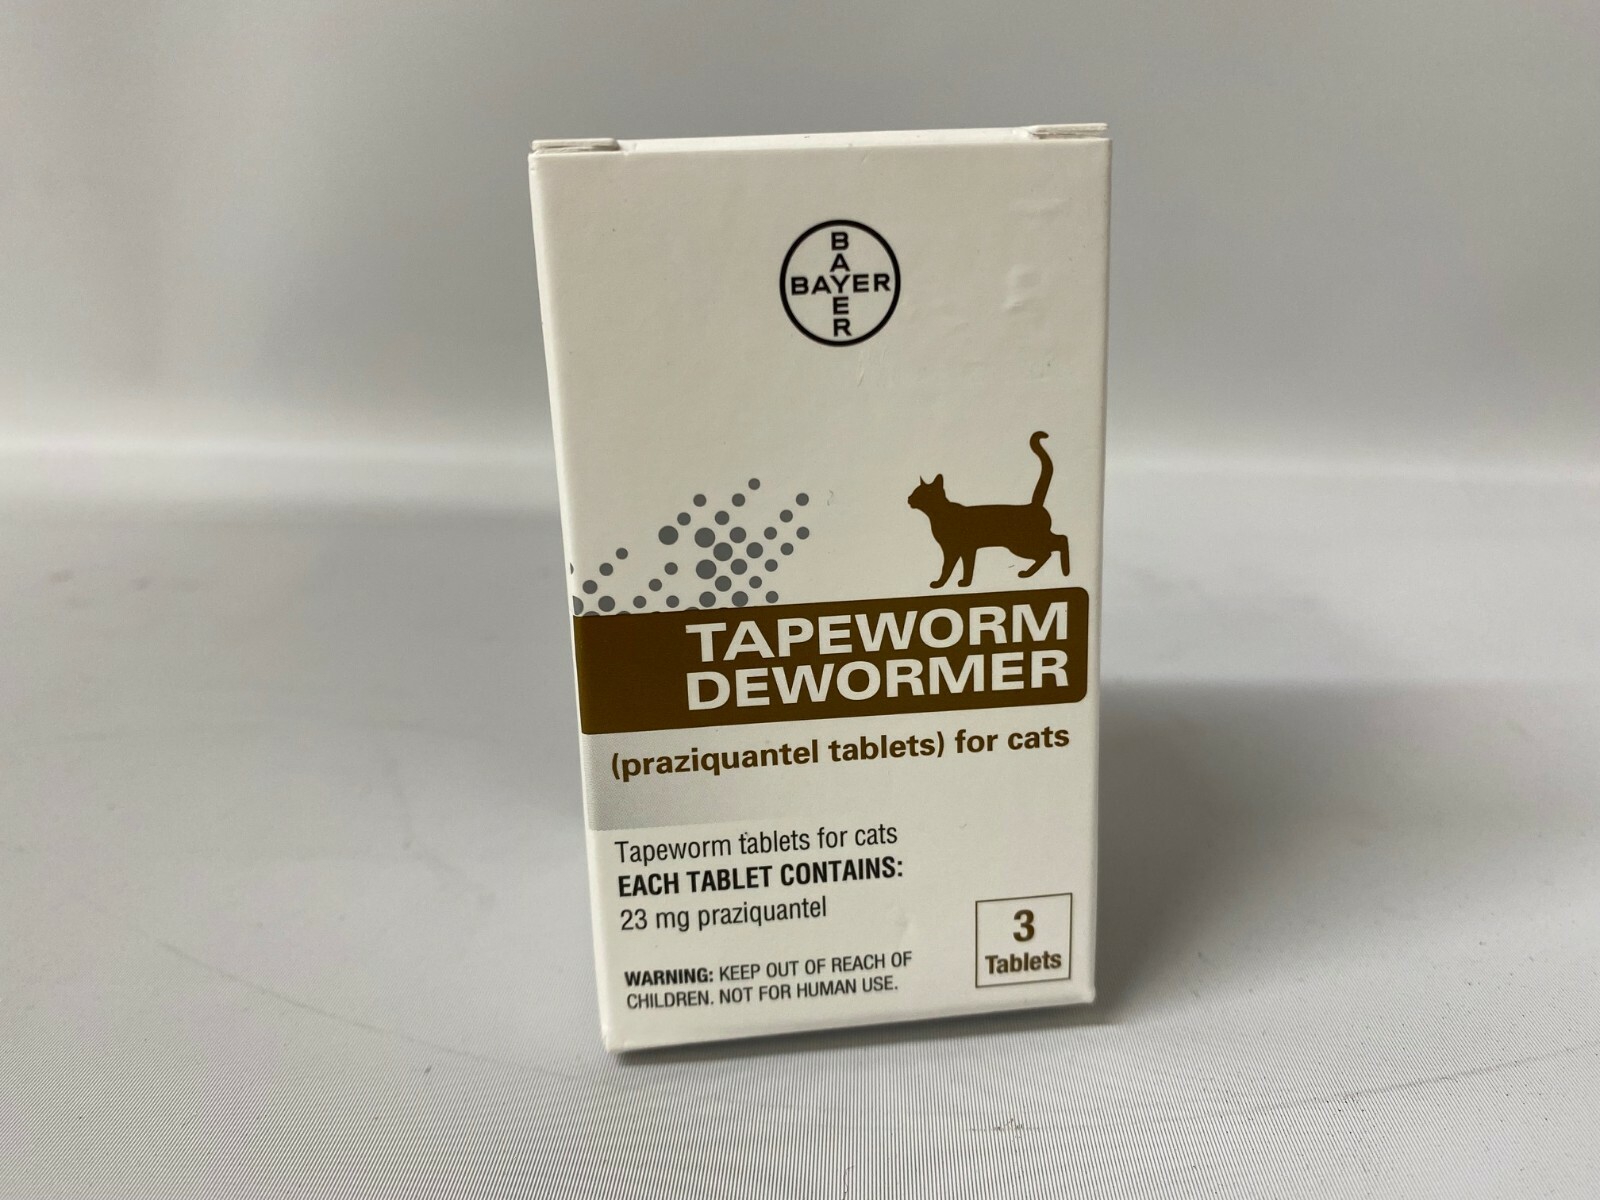 BAYER
BAYER
TAPEWORM
DEWORMER
(praziquantel tablets) for cats
Tapeworm tablets for cats
EACH TABLET CONTAINS:
23 mg praziquantel
WARNING: KEEP OUT OF REACH OF
CHILDREN. NOT FOR HUMAN USE.
3
Tablets